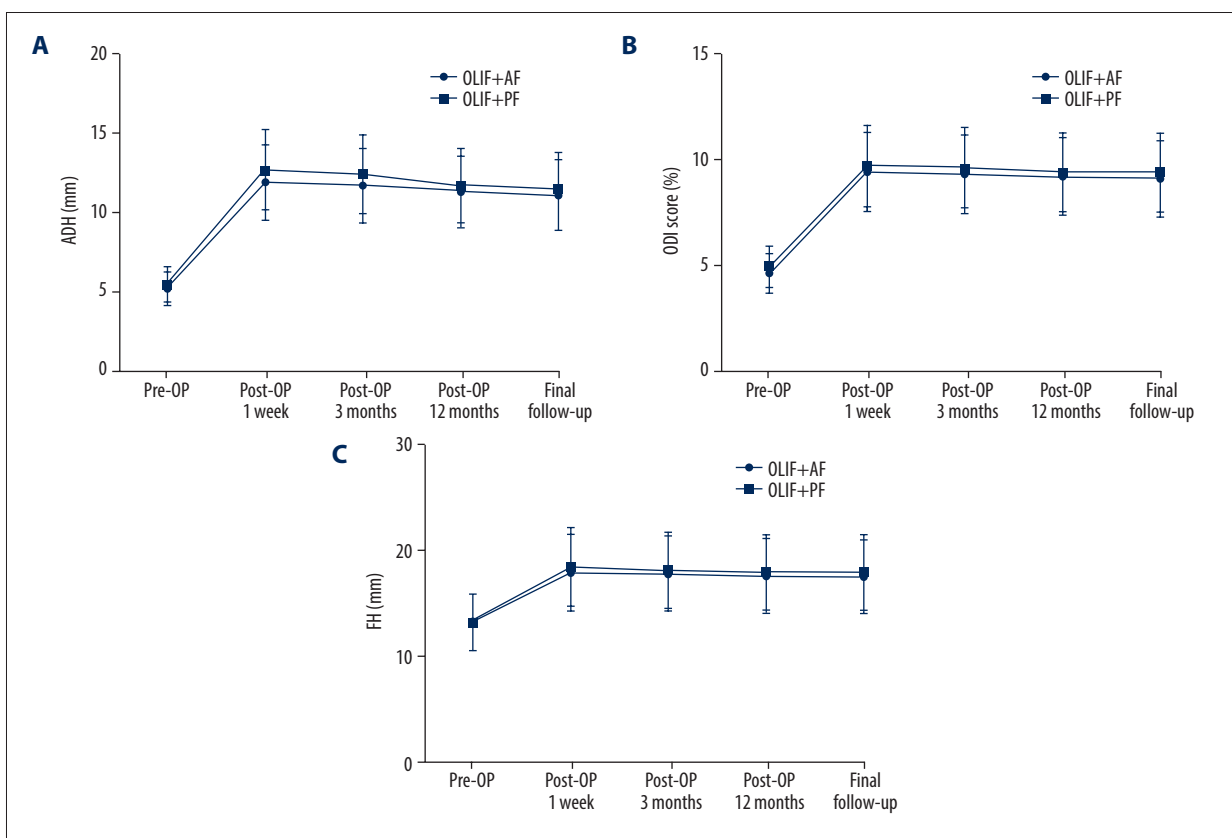 A
20
15
10
5
0
ADH (mm)
OLIF+AF
OLIF+PF
Pre-OP
Post-OP
1 week
Post-OP
3 months
Post-OP
12 months
Final
follow-up
B
15
10
5
0
ODI score (%)
OLIF+AF
OLIF+PF
Pre-OP
Post-OP
1 week
Post-OP
3 months
Post-OP
12 months
Final
follow-up
C
30
20
10
0
FH (mm)
OLIF+AF
OLIF+PF
Pre-OP
Post-OP
1 week
Post-OP
3 months
Post-OP
12 months
Final
follow-up